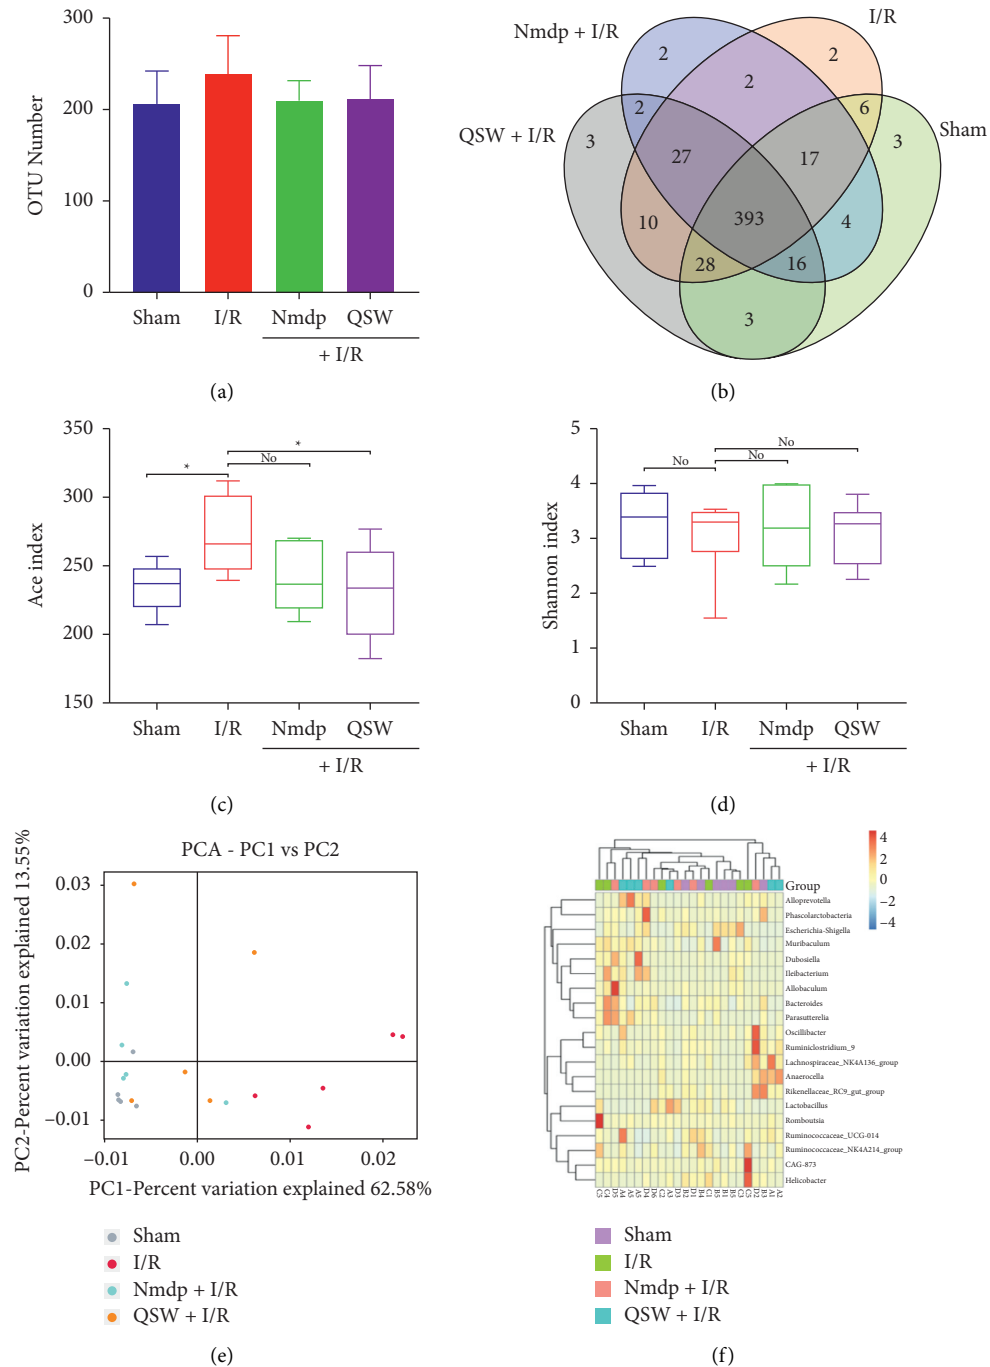 300
200
100
0
OTU Number
Sham
I/R
Nmdp
QSW
+ I/R
(a)
Nmdp + I/R
I/R
QSW + I/R
Sham
2
2
2
6
2
3
3
27
17
10
393
4
28
16
3
(b)
350
300
250
200
150
Ace index
*
No
*
Sham
I/R
Nmdp
QSW
+ I/R
(c)
5
4
3
2
1
0
Shannon index
No
No
No
Sham
I/R
Nmdp
QSW
+ I/R
(d)
PCA - PC1 vs PC2
PC2-Percent variation explained 13.55%
0.03
0.02
0.01
0.00
−0.01
−0.01
0.00
0.01
0.02
PC1-Percent variation explained 62.58%
Sham
I/R
Nmdp + I/R
QSW + I/R
(e)
4
2
0
−2
−4
Group
Alloprevotella
Phascolarctobacteria
Escherichia-Shigella
Muribaculum
Dubosiella
Ileibacterium
Allobaculum
Bacteroides
Parasutterelia
Oscillibacter
Ruminiclostridium_9
Lachnospiraceae_NK4A136_group
Anaerocella
Rikenellaceae_RC9_gut_group
Lactobacillus
Romboutsia
Ruminococcaceae_UCG-014
Ruminococcaceae_NK4A214_group
CAG-873
Helicobacter
Sham
I/R
Nmdp + I/R
QSW + I/R
(f)